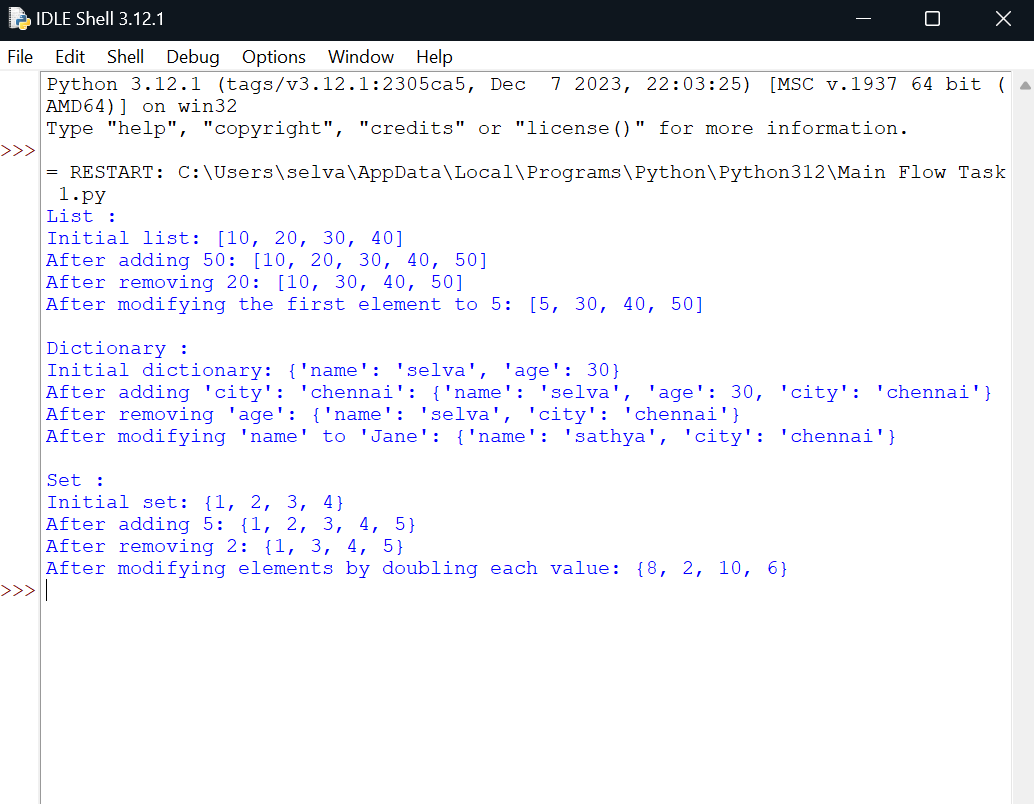 IDLE Shell 3.12.1
File Edit Shell Debug Options Window Help
Python 3.12.1 (tags/v3.12.1:2305ca5, Dec  7 2023, 22:03:25) [MSC v.1937 64 bit (
AMD64)] on win32
Type "help", "copyright", "credits" or "license()" for more information.
>>>
= RESTART: C:\Users\selva\AppData\Local\Programs\Python\Python312\Main Flow Task
 1.py
List :
Initial list: [10, 20, 30, 40]
After adding 50: [10, 20, 30, 40, 50]
After removing 20: [10, 30, 40, 50]
After modifying the first element to 5: [5, 30, 40, 50]

Dictionary :
Initial dictionary: {'name': 'selva', 'age': 30}
After adding 'city': 'chennai': {'name': 'selva', 'age': 30, 'city': 'chennai'}
After removing 'age': {'name': 'selva', 'city': 'chennai'}
After modifying 'name' to 'Jane': {'name': 'sathya', 'city': 'chennai'}

Set :
Initial set: {1, 2, 3, 4}
After adding 5: {1, 2, 3, 4, 5}
After removing 2: {1, 3, 4, 5}
After modifying elements by doubling each value: {8, 2, 10, 6}
>>>